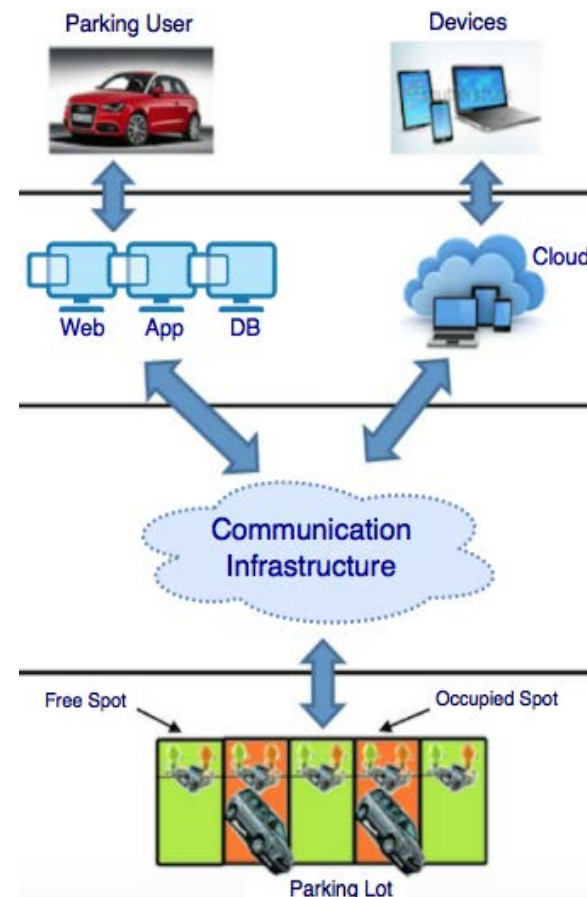 Parking User
Devices
Cloud
Web
App
DB
Communication
Infrastructure
Free Spot
Occupied Spot
Parking Lot